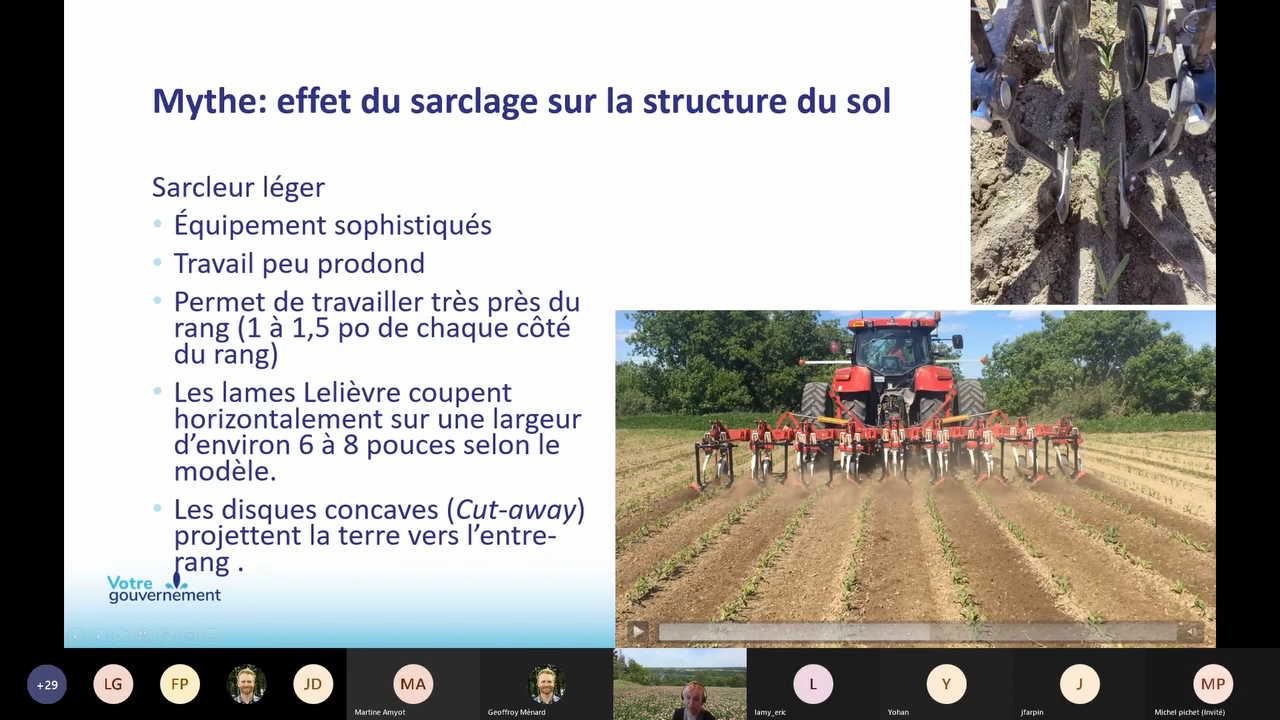 Mythe: effet du sarclage sur la structure du sol
Sarcleur léger
• Équipement sophistiqués
• Travail peu prodond
• Permet de travailler très près du
rang (1 à 1,5 po de chaque côté
du rang)
• Les lames Lelièvre coupent
horizontalement sur une largeur
d’environ 6 à 8 pouces selon le
modèle.
• Les disques concaves (Cut-away)
projettent la terre vers l’entre-
rang .
Votre
gouvernement
+29
LG
FP
JD
MA
Martine Amyot
Geoffroy Ménard
L
lamy_eric
Y
Yohan
J
jfarpin
MP
Michel pichet (Invité)